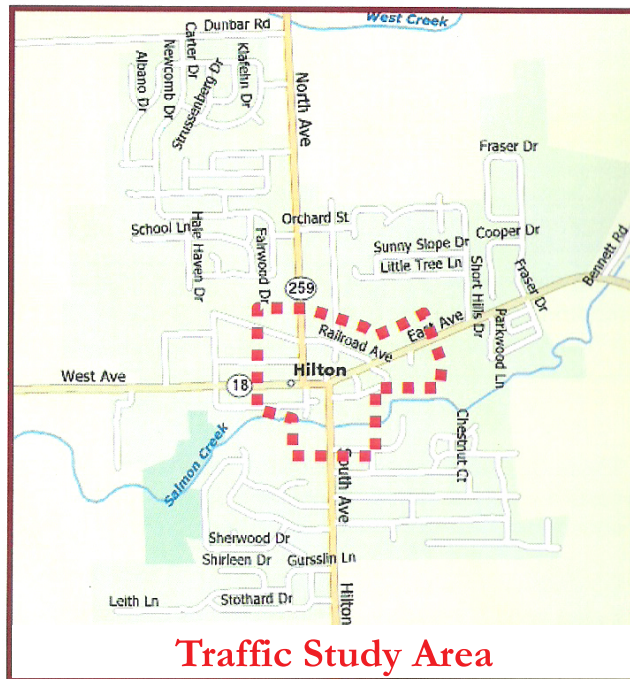 West Creek
Dunbar Rd
Carter Dr
Klafehn Dr
Newcomb Dr
Albano Dr
Strussenberg Dr
North Ave
Fraser Dr
Orchard St
School Ln
Hale Haven Dr
Fairwood Dr
Sunny Slope Dr
Little Tree Ln
Cooper Dr
Short Hills Dr
Fraser Dr
Bennett Rd
259
Railroad Ave
East Ave
Parkwood Ln
West Ave
18
Hilton
Salmon Creek
South Ave
Chestnut Ct
Sherwood Dr
Shirleen Dr
Gursslin Ln
Leith Ln
Stothard Dr
Hilton
Traffic Study Area